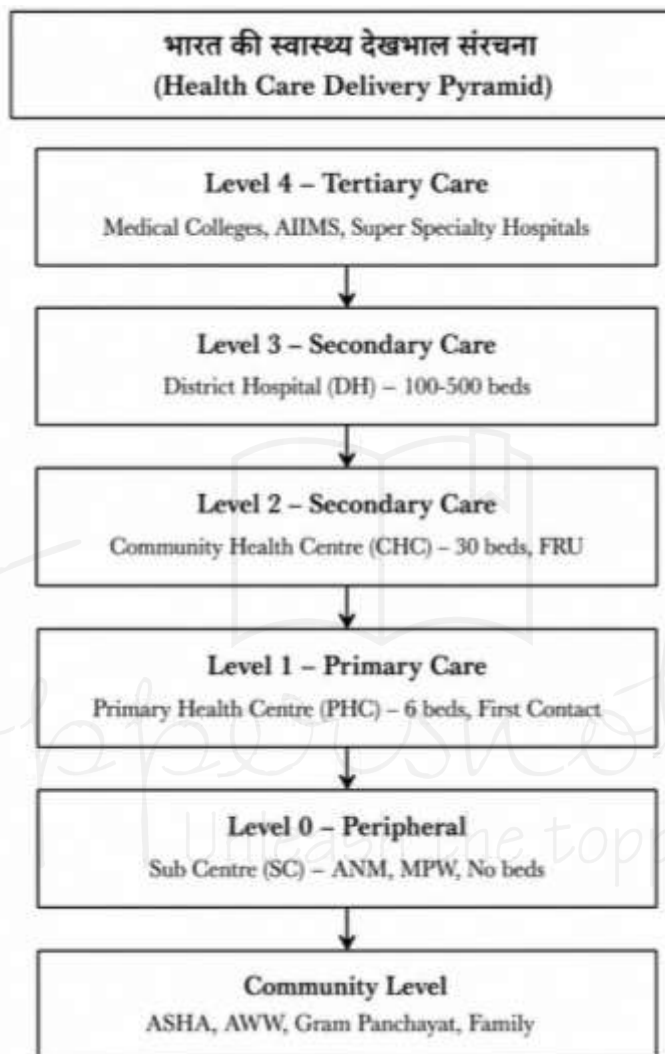 भारत की स्वास्थ्य देखभाल संरचना
(Health Care Delivery Pyramid)
Level 4 – Tertiary Care
Medical Colleges, AIIMS, Super Specialty Hospitals
Level 3 – Secondary Care
District Hospital (DH) – 100-500 beds
Level 2 – Secondary Care
Community Health Centre (CHC) – 30 beds, FRU
Level 1 – Primary Care
Primary Health Centre (PHC) – 6 beds, First Contact
Level 0 – Peripheral
Sub Centre (SC) – ANM, MPW, No beds
Community Level
ASHA, AWW, Gram Panchayat, Family